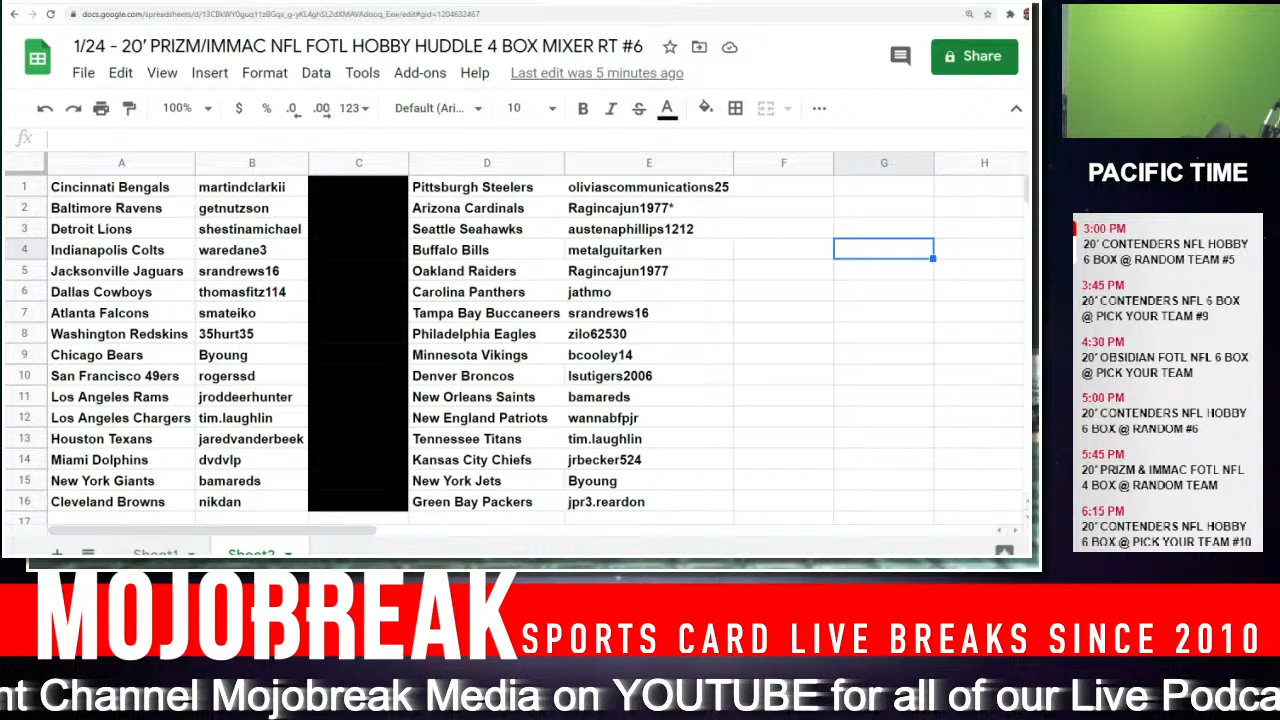 docs.google.com/spreadsheets/d/13CBkWY0guq11zBGqx_g-yKL4ghSL2dXMAVAdooq_Exw/edit#gid=1204632467
1/24 - 20' PRIZM/IMMAC NFL FOTL HOBBY HUDDLE 4 BOX MIXER RT #6
Share
File Edit View Insert Format Data Tools Add-ons Help Last edit was 5 minutes ago
100% $ % .0 .00 123 Default (Ari... 10 B I S A
fx
A B C D E F G H
1 Cincinnati Bengals martindclarkii Pittsburgh Steelers oliviascommunications25
2 Baltimore Ravens getnutzson Arizona Cardinals Ragincajun1977*
3 Detroit Lions shestinamichael Seattle Seahawks austenaphillips1212
4 Indianapolis Colts waredane3 Buffalo Bills metalguitarken
5 Jacksonville Jaguars srandrews16 Oakland Raiders Ragincajun1977
6 Dallas Cowboys thomasfitz114 Carolina Panthers jathmo
7 Atlanta Falcons smateiko Tampa Bay Buccaneers srandrews16
8 Washington Redskins 35hurt35 Philadelphia Eagles zilo62530
9 Chicago Bears Byoung Minnesota Vikings bcooley14
10 San Francisco 49ers rogerssd Denver Broncos lsutigers2006
11 Los Angeles Rams jroddeerhunter New Orleans Saints bamareds
12 Los Angeles Chargers tim.laughlin New England Patriots wannabfpjr
13 Houston Texans jaredvanderbeek Tennessee Titans tim.laughlin
14 Miami Dolphins dvdvlp Kansas City Chiefs jrbecker524
15 New York Giants bamareds New York Jets Byoung
16 Cleveland Browns nikdan Green Bay Packers jpr3.reardon
17
Sheet1 Sheet2
PACIFIC TIME
3:00 PM
20' CONTENDERS NFL HOBBY
6 BOX @ RANDOM TEAM #5
3:45 PM
20' CONTENDERS NFL 6 BOX
@ PICK YOUR TEAM #9
4:30 PM
20' OBSIDIAN FOTL NFL 6 BOX
@ PICK YOUR TEAM
5:00 PM
20' CONTENDERS NFL HOBBY
6 BOX @ RANDOM #6
5:45 PM
20' PRIZM & IMMAC FOTL NFL
4 BOX @ RANDOM TEAM
6:15 PM
20' CONTENDERS NFL HOBBY
6 BOX @ PICK YOUR TEAM #10
MOJOBREAK
SPORTS CARD LIVE BREAKS SINCE 2010
nt Channel Mojobreak Media on YOUTUBE for all of our Live Podca